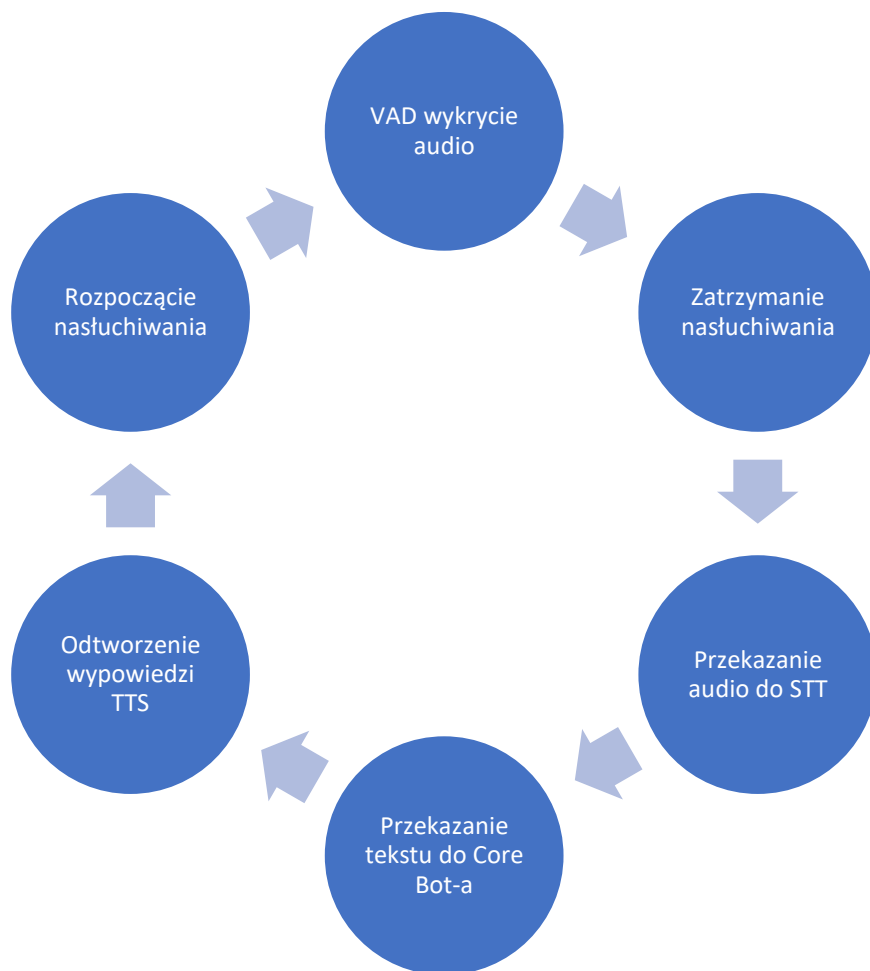 VAD wykrycie
audio
Zatrzymanie
nasłuchiwania
Przekazanie
audio do STT
Przekazanie
tekstu do Core
Bot-a
Odtworzenie
wypowiedzi
TTS
Rozpoczącie
nasłuchiwania